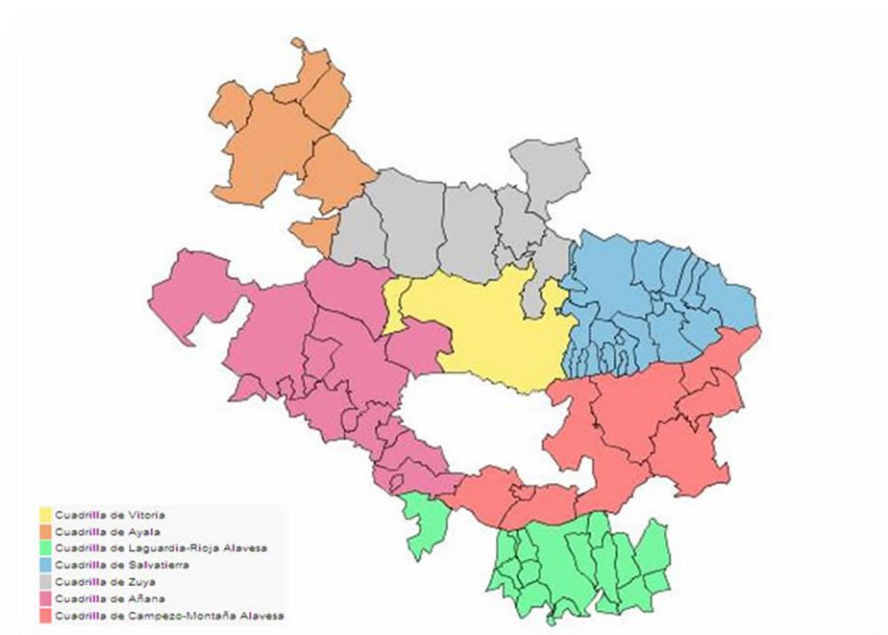 Cuadrilla de Vitoria
Cuadrilla de Ayala
Cuadrilla de Laguardia-Rioja Alavesa
Cuadrilla de Salvatierra
Cuadrilla de Zuya
Cuadrilla de Añana
Cuadrilla de Campezo-Montaña Alavesa